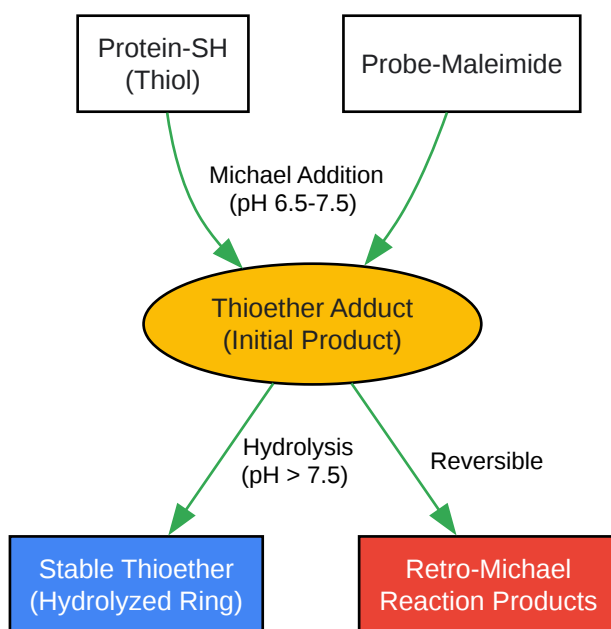 Protein-SH
(Thiol)
Probe-Maleimide
Michael Addition
(pH 6.5-7.5)
Thioether Adduct
(Initial Product)
Hydrolysis
(pH > 7.5)
Reversible
Stable Thioether
(Hydrolyzed Ring)
Retro-Michael
Reaction Products